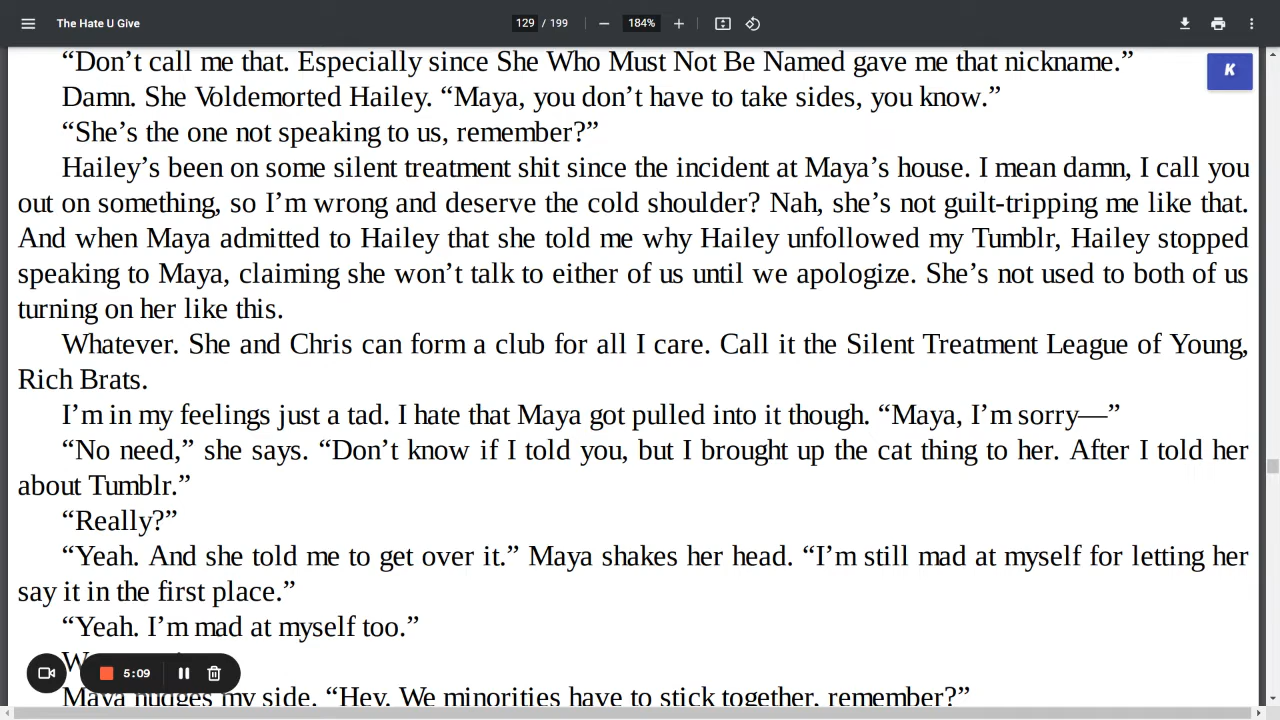 The Hate U Give
129 / 199
184%
“Don’t call me that. Especially since She Who Must Not Be Named gave me that nickname.”
K
Damn. She Voldemorted Hailey. “Maya, you don’t have to take sides, you know.”
“She’s the one not speaking to us, remember?”
Hailey’s been on some silent treatment shit since the incident at Maya’s house. I mean damn, I call you
out on something, so I’m wrong and deserve the cold shoulder? Nah, she’s not guilt-tripping me like that.
And when Maya admitted to Hailey that she told me why Hailey unfollowed my Tumblr, Hailey stopped
speaking to Maya, claiming she won’t talk to either of us until we apologize. She’s not used to both of us
turning on her like this.
Whatever. She and Chris can form a club for all I care. Call it the Silent Treatment League of Young,
Rich Brats.
I’m in my feelings just a tad. I hate that Maya got pulled into it though. “Maya, I’m sorry—”
“No need,” she says. “Don’t know if I told you, but I brought up the cat thing to her. After I told her
about Tumblr.”
“Really?”
“Yeah. And she told me to get over it.” Maya shakes her head. “I’m still mad at myself for letting her
say it in the first place.”
“Yeah. I’m mad at myself too.”
5:09
Maya nudges my side. “Hey. We minorities have to stick together, remember?”